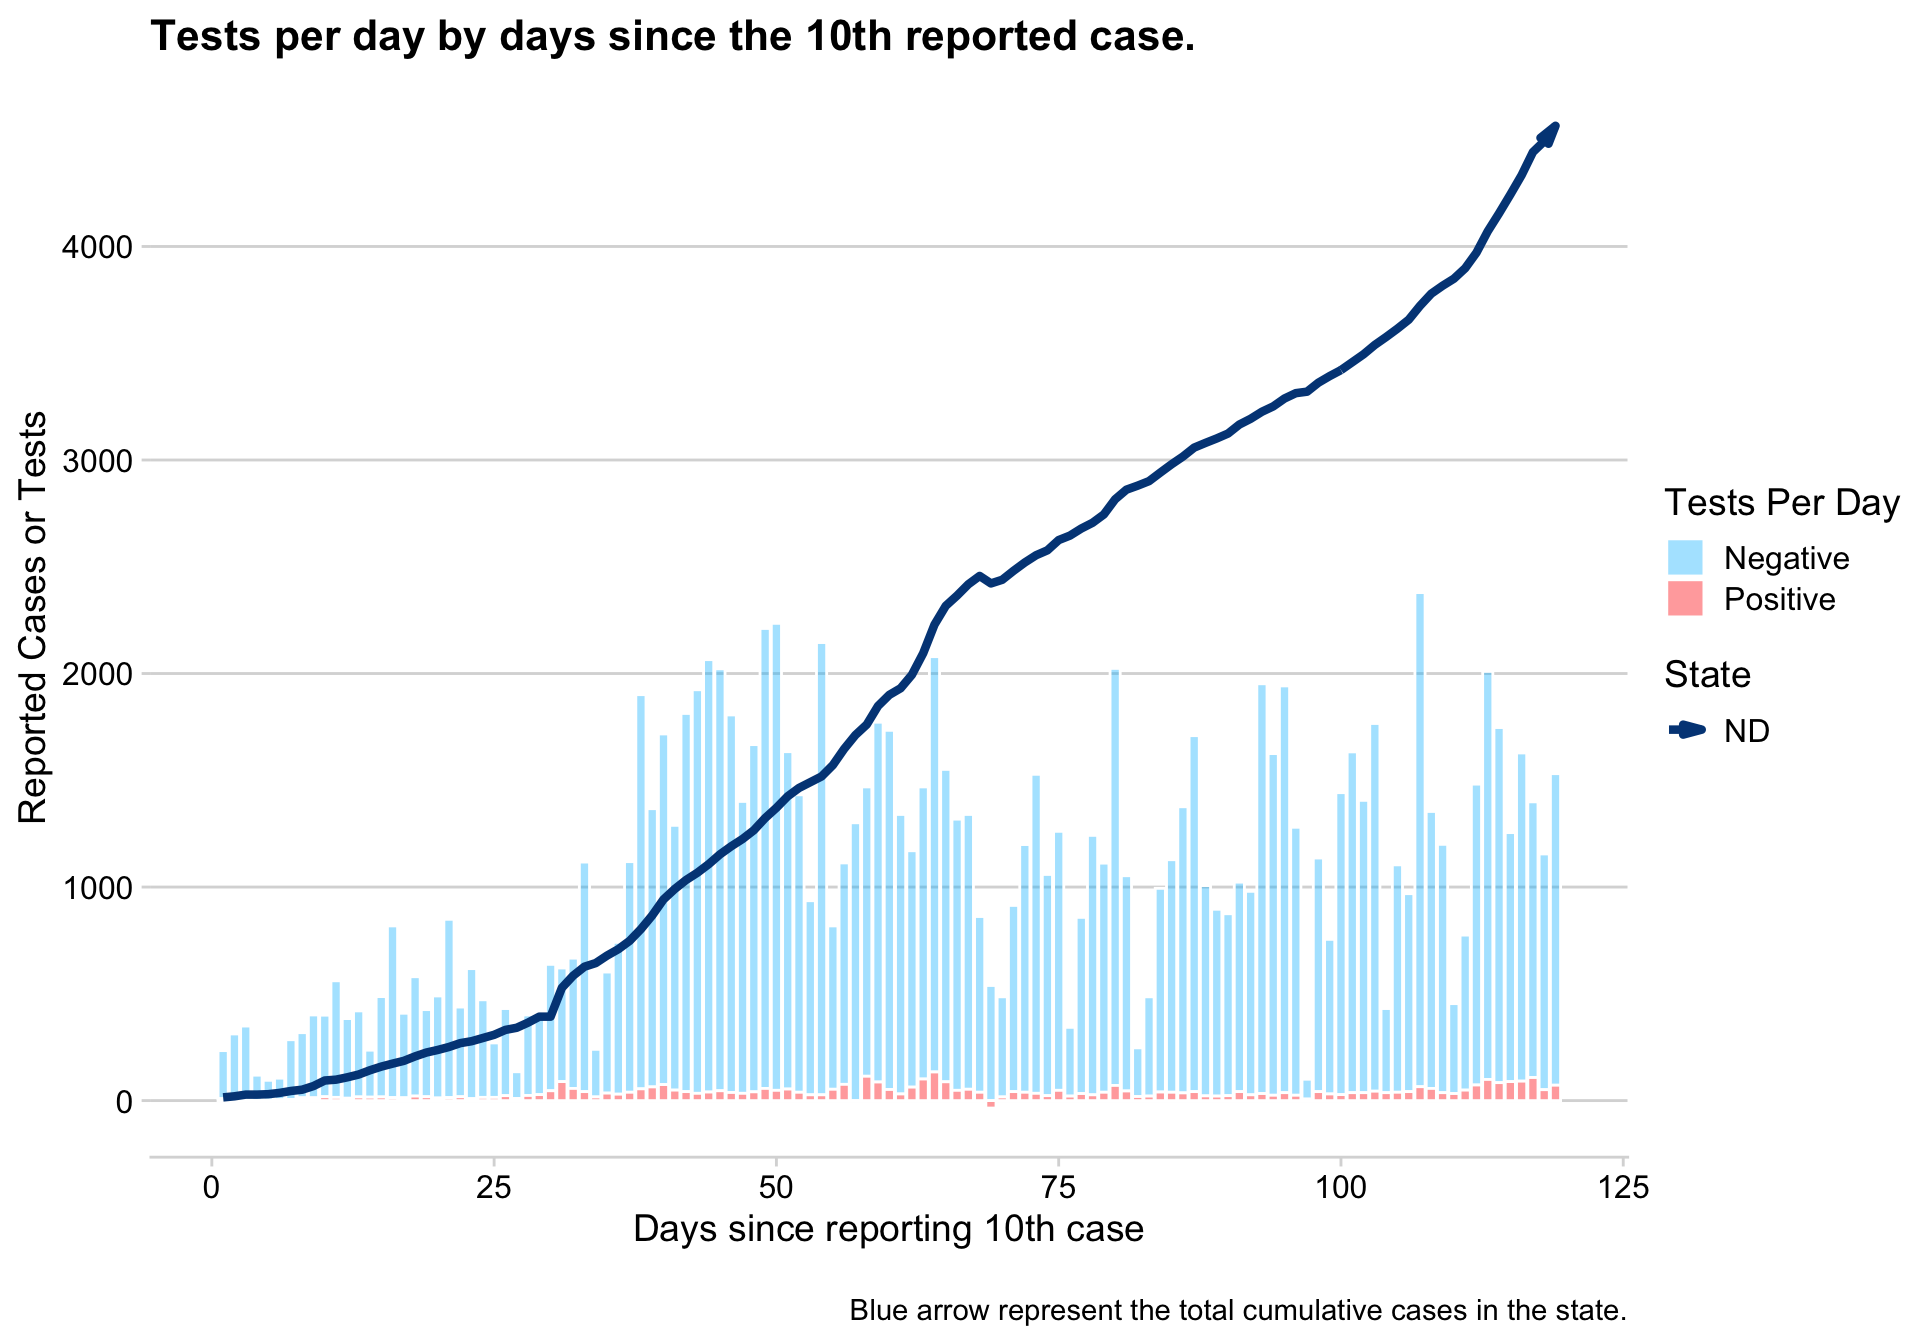 Tests per day by days since the 10th reported case.
4000
3000
2000
1000
0
Reported Cases or Tests
0 25 50 75 100 125
Days since reporting 10th case
Tests Per Day
Negative
Positive
State
ND
Blue arrow represent the total cumulative cases in the state.